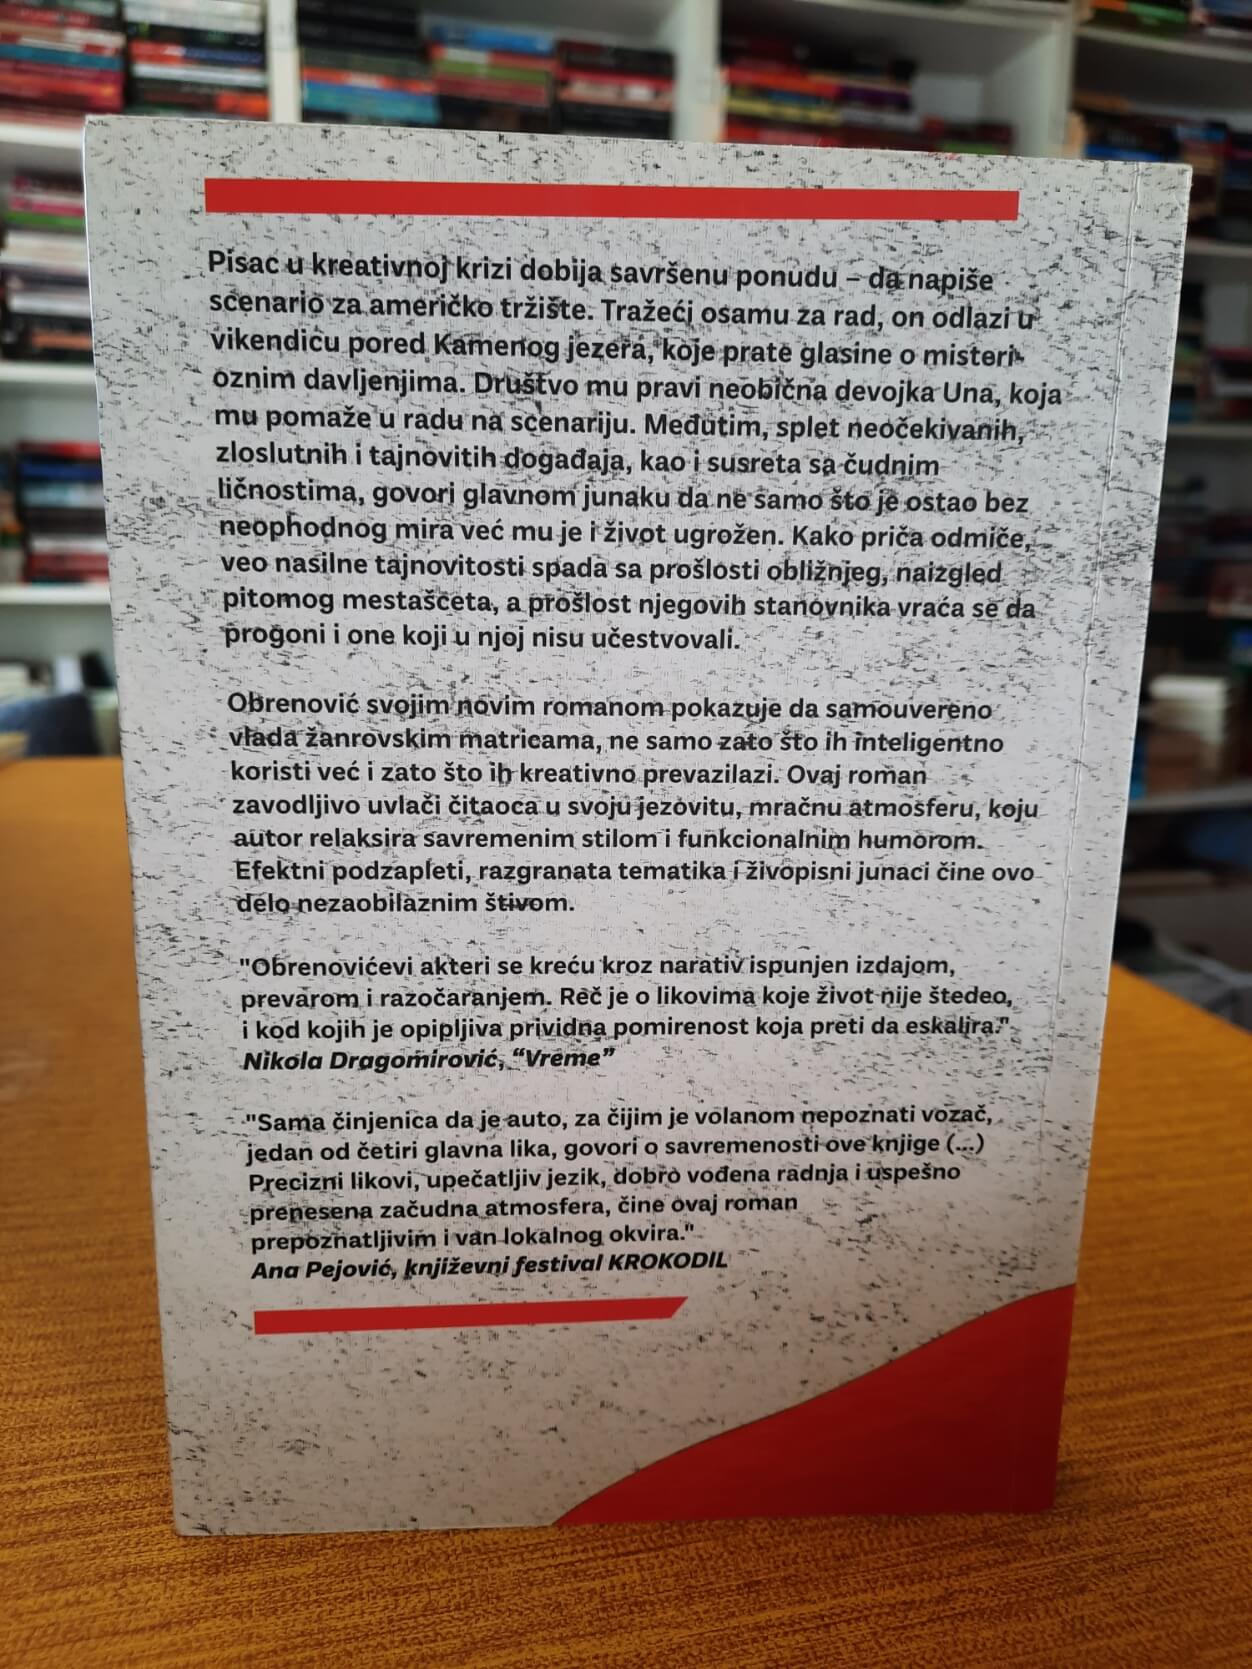 Pisac u kreativnoj krizi dobija savršenu ponudu – da napiše
scenario za američko tržište. Tražeći osamu za rad, on odlazi u
vikendicu pored Kamenog jezera, koje prate glasine o misteri-
oznim davljenjima. Društvo mu pravi neobična devojka Una, koja
mu pomaže u radu na scenariju. Međutim, splet neočekivanih,
zloslutnih i tajnovitih događaja, kao i susreta sa čudnim
ličnostima, govori glavnom junaku da ne samo što je ostao bez
neophodnog mira već mu je i život ugrožen. Kako priča odmiče,
veo nasilne tajnovitosti spada sa prošlosti obližnjeg, naizgled
pitomog mestašceta, a prošlost njegovih stanovnika vraća se da
progoni i one koji u njoj nisu učestvovali.
Obrenović svojim novim romanom pokazuje da samouvereno
vlada žanrovskim matricama, ne samo zato što ih inteligentno
koristi već i zato što ih kreativno prevazilazi. Ovaj roman
zavodljivo uvlači čitaoca u svoju jezovitu, mračnu atmosferu, koju
autor relaksira savremenim stilom i funkcionalnim humorom.
Efektni podzapleti, razgranata tematika i živopisni junaci čine ovo
delo nezaobilaznim štivom.
"Obrenovićevi akteri se kreću kroz narativ ispunjen izdajom,
prevarom i razočaranjem. Reč je o likovima koje život nije štedeo,
i kod kojih je opipljiva prividna pomirenost koja preti da eskalira."
Nikola Dragomirović, “Vreme”
"Sama činjenica da je auto, za čijim je volanom nepoznati vozač,
jedan od četiri glavna lika, govori o savremenosti ove knjige (...)
Precizni likovi, upečatljiv jezik, dobro vođena radnja i uspešno
prenesena začudna atmosfera, čine ovaj roman
prepoznatljivim i van lokalnog okvira."
Ana Pejović, književni festival KROKODIL